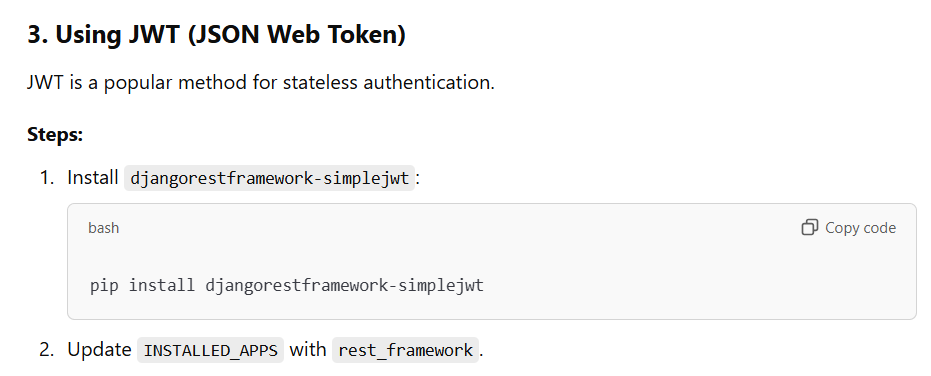 3. Using JWT (JSON Web Token)
JWT is a popular method for stateless authentication.
Steps:
1. Install djangorestframework-simplejwt:
bash Copy code
pip install djangorestframework-simplejwt
2. Update INSTALLED_APPS with rest_framework.